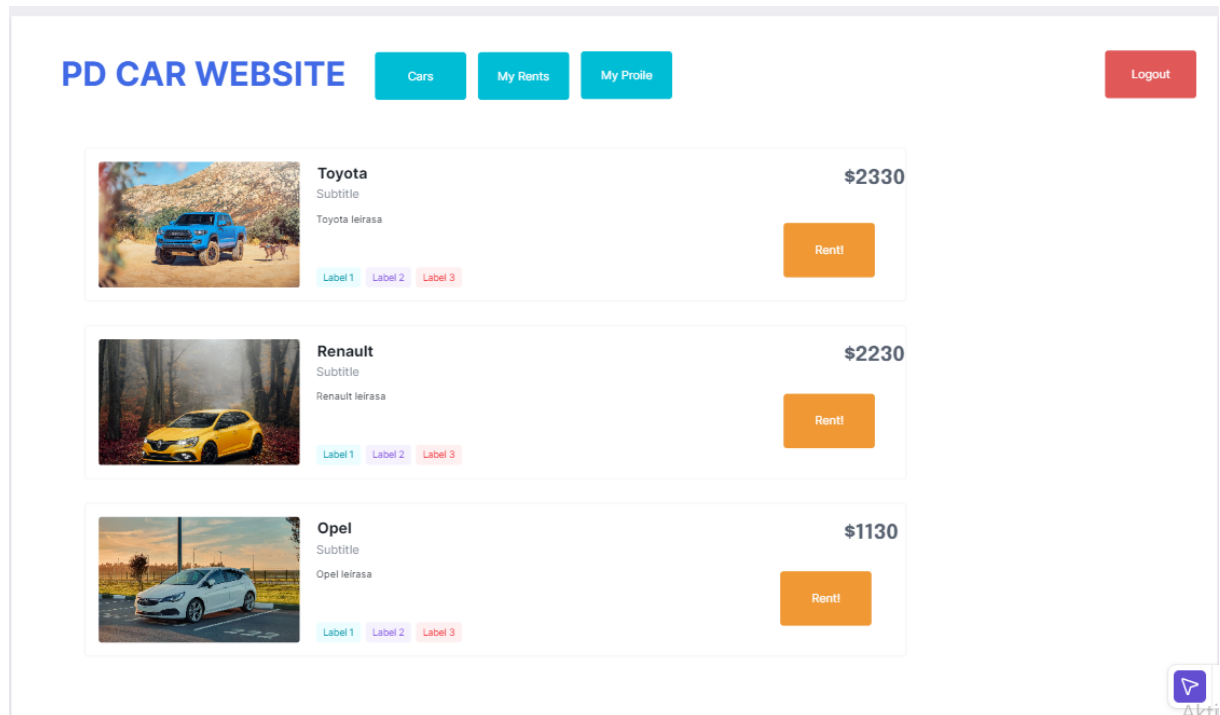 PD CAR WEBSITE
Cars
My Rents
My Proile
Logout
Toyota
$2330
Subtitle
Toyota leírasa
Rent!
Label 1 Label 2 Label 3
Renault
$2230
Subtitle
Renault leírasa
Rent!
Label 1 Label 2 Label 3
Opel
$1130
Subtitle
Opel leírasa
Rent!
Label 1 Label 2 Label 3